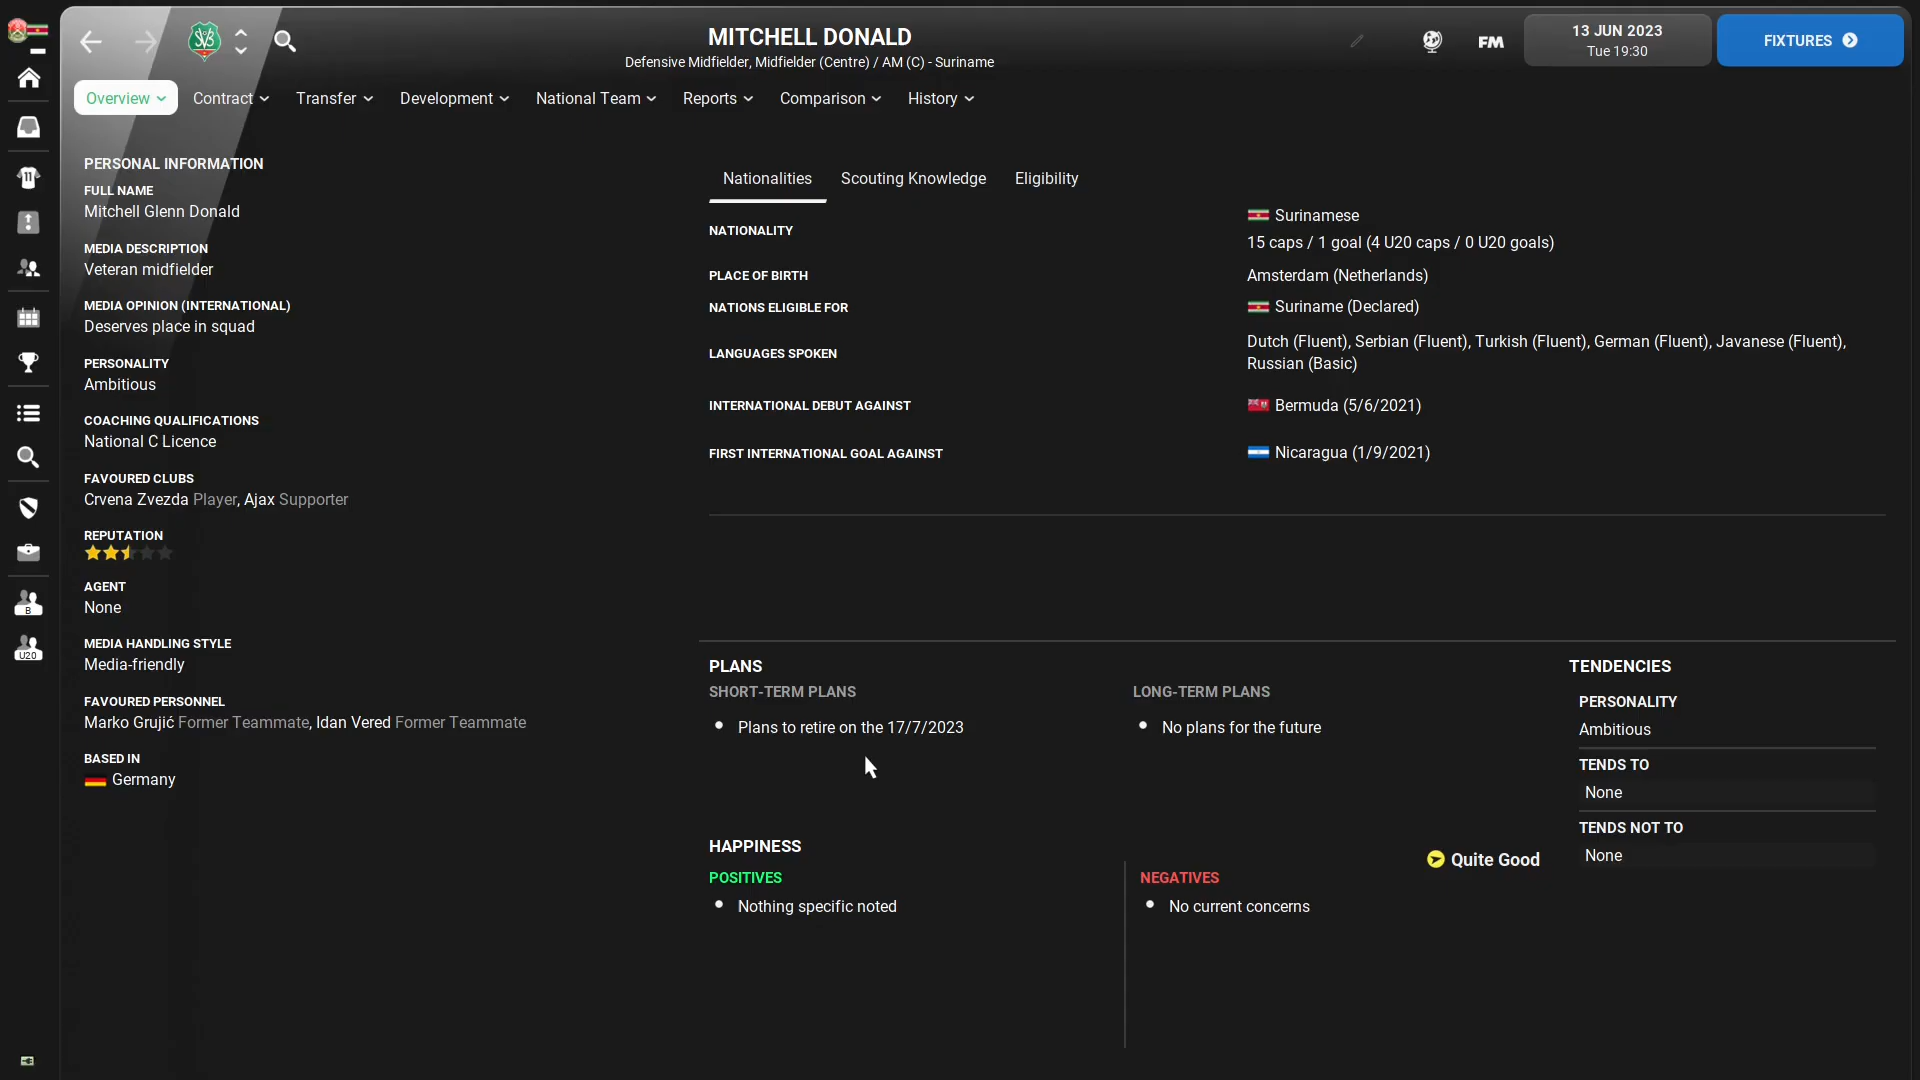 MITCHELL DONALD
Defensive Midfielder, Midfielder (Centre) / AM (C) - Suriname
FM
13 JUN 2023
Tue 19:30
FIXTURES
Overview
Contract
Transfer
Development
National Team
Reports
Comparison
History
PERSONAL INFORMATION
FULL NAME
Mitchell Glenn Donald
MEDIA DESCRIPTION
Veteran midfielder
MEDIA OPINION (INTERNATIONAL)
Deserves place in squad
PERSONALITY
Ambitious
COACHING QUALIFICATIONS
National C Licence
FAVOURED CLUBS
Crvena Zvezda Player, Ajax Supporter
REPUTATION
AGENT
None
MEDIA HANDLING STYLE
Media-friendly
FAVOURED PERSONNEL
Marko Grujić Former Teammate, Idan Vered Former Teammate
BASED IN
Germany
Nationalities
Scouting Knowledge
Eligibility
NATIONALITY
Surinamese
15 caps / 1 goal (4 U20 caps / 0 U20 goals)
PLACE OF BIRTH
Amsterdam (Netherlands)
NATIONS ELIGIBLE FOR
Suriname (Declared)
LANGUAGES SPOKEN
Dutch (Fluent), Serbian (Fluent), Turkish (Fluent), German (Fluent), Javanese (Fluent),
Russian (Basic)
INTERNATIONAL DEBUT AGAINST
Bermuda (5/6/2021)
FIRST INTERNATIONAL GOAL AGAINST
Nicaragua (1/9/2021)
PLANS
SHORT-TERM PLANS
Plans to retire on the 17/7/2023
LONG-TERM PLANS
No plans for the future
HAPPINESS
Quite Good
POSITIVES
Nothing specific noted
NEGATIVES
No current concerns
TENDENCIES
PERSONALITY
Ambitious
TENDS TO
None
TENDS NOT TO
None
11
B
U20
SVB